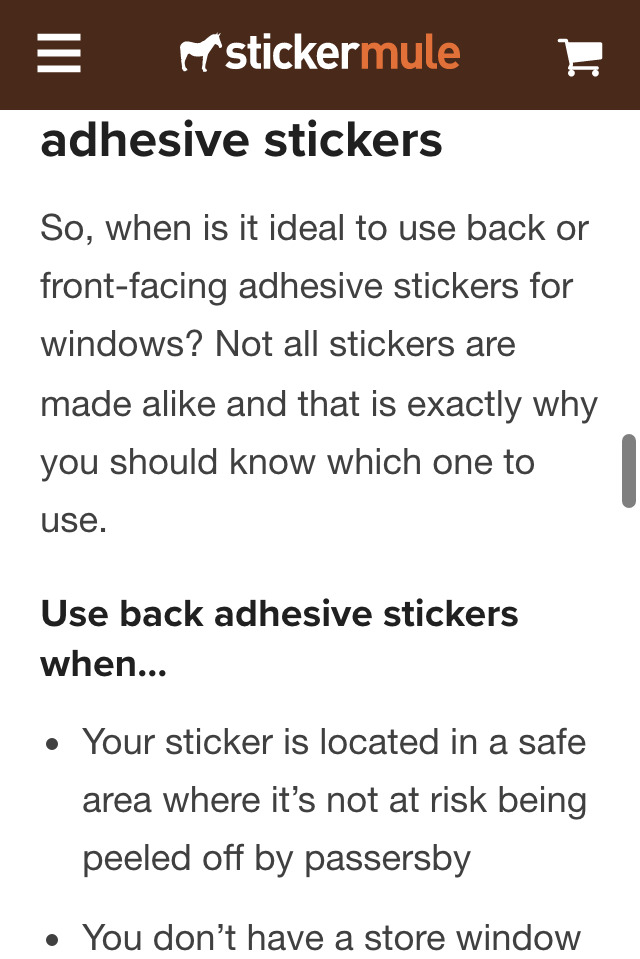 stickermule
adhesive stickers
So, when is it ideal to use back or
front-facing adhesive stickers for
windows? Not all stickers are
made alike and that is exactly why
you should know which one to
use.
Use back adhesive stickers
when...
• Your sticker is located in a safe
area where it’s not at risk being
peeled off by passersby
• You don’t have a store window